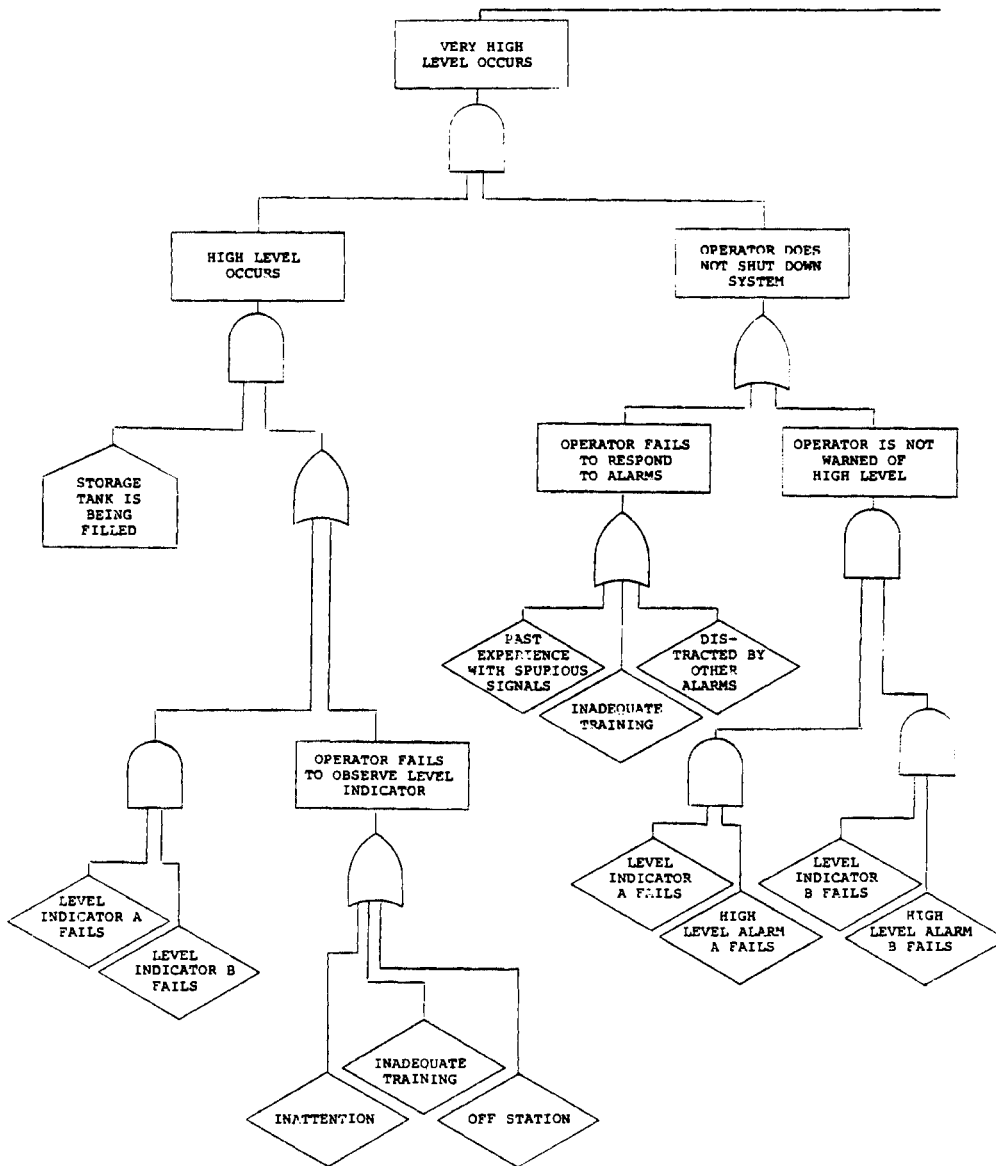 VERY HIGH
LEVEL OCCURS
HIGH LEVEL
OCCURS
OPERATOR DOES
NOT SHUT DOWN
SYSTEM
STORAGE
TANK IS
BEING
FILLED
OPERATOR FAILS
TO RESPOND
TO ALARMS
OPERATOR IS NOT
WARNED OF
HIGH LEVEL
PAST
EXPERIENCE
WITH SPUPIOUS
SIGNALS
INADEQUATE
TRAINING
DIS-
TRACTED BY
OTHER
ALARMS
OPERATOR FAILS
TO OBSERVE LEVEL
INDICATOR
LEVEL
INDICATOR A
FAILS
LEVEL
INDICATOR B
FAILS
LEVEL
INDICATOR
A FAILS
HIGH
LEVEL ALARM
A FAILS
LEVEL
INDICATOR
B FAILS
HIGH
LEVEL ALARM
B FAILS
INATTENTION
INADEQUATE
TRAINING
OFF STATION